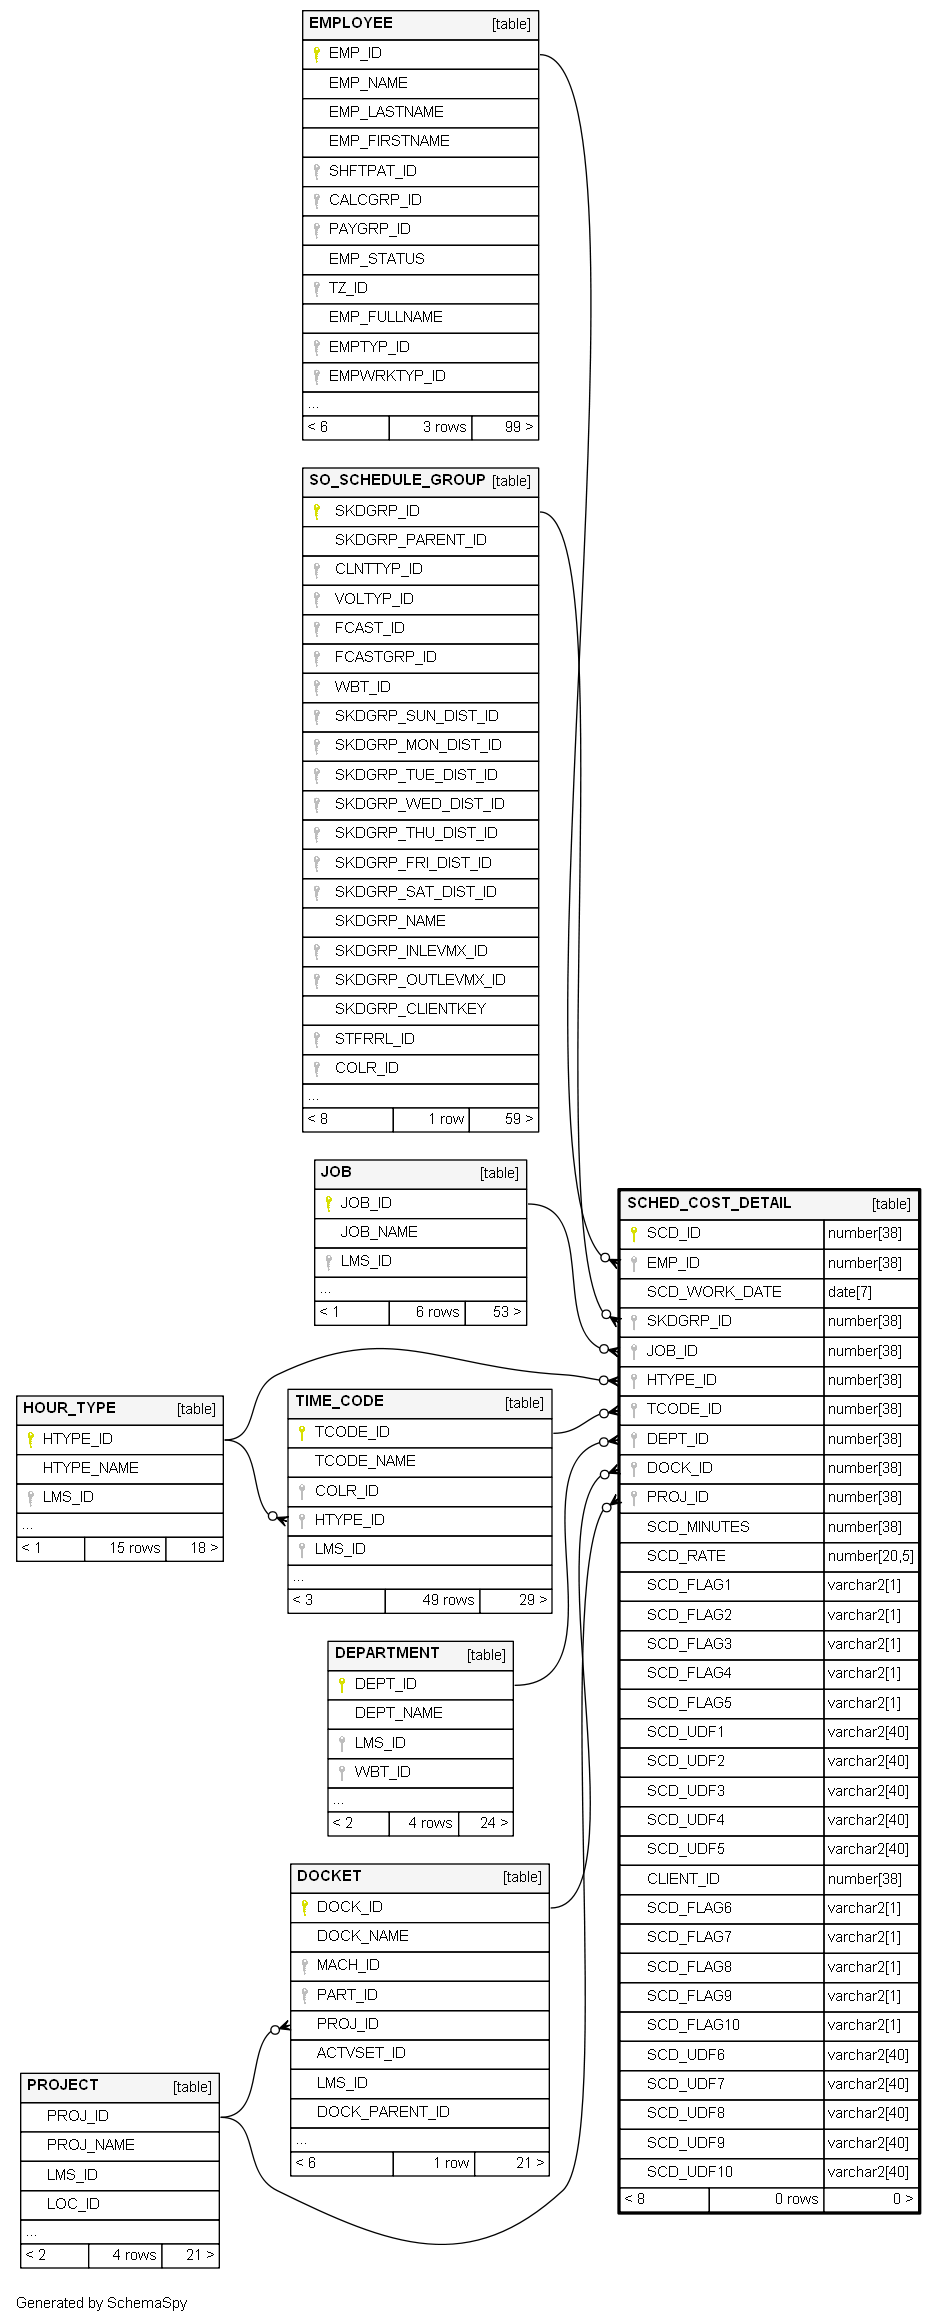 EMPLOYEE [table]
EMP_ID
EMP_NAME
EMP_LASTNAME
EMP_FIRSTNAME
SHFTPAT_ID
CALCGRP_ID
PAYGRP_ID
EMP_STATUS
TZ_ID
EMP_FULLNAME
EMPTYP_ID
EMPWRKTYP_ID
...
< 6 3 rows 99 >
SO_SCHEDULE_GROUP [table]
SKDGRP_ID
SKDGRP_PARENT_ID
CLNTTYP_ID
VOLTYP_ID
FCAST_ID
FCASTGRP_ID
WBT_ID
SKDGRP_SUN_DIST_ID
SKDGRP_MON_DIST_ID
SKDGRP_TUE_DIST_ID
SKDGRP_WED_DIST_ID
SKDGRP_THU_DIST_ID
SKDGRP_FRI_DIST_ID
SKDGRP_SAT_DIST_ID
SKDGRP_NAME
SKDGRP_INLEVMX_ID
SKDGRP_OUTLEVMX_ID
SKDGRP_CLIENTKEY
STFRRL_ID
COLR_ID
...
< 8 1 row 59 >
JOB [table]
JOB_ID
JOB_NAME
LMS_ID
...
< 1 6 rows 53 >
HOUR_TYPE [table]
HTYPE_ID
HTYPE_NAME
LMS_ID
...
< 1 15 rows 18 >
TIME_CODE [table]
TCODE_ID
TCODE_NAME
COLR_ID
HTYPE_ID
LMS_ID
...
< 3 49 rows 29 >
DEPARTMENT [table]
DEPT_ID
DEPT_NAME
LMS_ID
WBT_ID
...
< 2 4 rows 24 >
DOCKET [table]
DOCK_ID
DOCK_NAME
MACH_ID
PART_ID
PROJ_ID
ACTVSET_ID
LMS_ID
DOCK_PARENT_ID
...
< 6 1 row 21 >
PROJECT [table]
PROJ_ID
PROJ_NAME
LMS_ID
LOC_ID
...
< 2 4 rows 21 >
SCHED_COST_DETAIL [table]
SCD_ID number[38]
EMP_ID number[38]
SCD_WORK_DATE date[7]
SKDGRP_ID number[38]
JOB_ID number[38]
HTYPE_ID number[38]
TCODE_ID number[38]
DEPT_ID number[38]
DOCK_ID number[38]
PROJ_ID number[38]
SCD_MINUTES number[38]
SCD_RATE number[20,5]
SCD_FLAG1 varchar2[1]
SCD_FLAG2 varchar2[1]
SCD_FLAG3 varchar2[1]
SCD_FLAG4 varchar2[1]
SCD_FLAG5 varchar2[1]
SCD_UDF1 varchar2[40]
SCD_UDF2 varchar2[40]
SCD_UDF3 varchar2[40]
SCD_UDF4 varchar2[40]
SCD_UDF5 varchar2[40]
CLIENT_ID number[38]
SCD_FLAG6 varchar2[1]
SCD_FLAG7 varchar2[1]
SCD_FLAG8 varchar2[1]
SCD_FLAG9 varchar2[1]
SCD_FLAG10 varchar2[1]
SCD_UDF6 varchar2[40]
SCD_UDF7 varchar2[40]
SCD_UDF8 varchar2[40]
SCD_UDF9 varchar2[40]
SCD_UDF10 varchar2[40]
< 8 0 rows 0 >
Generated by SchemaSpy